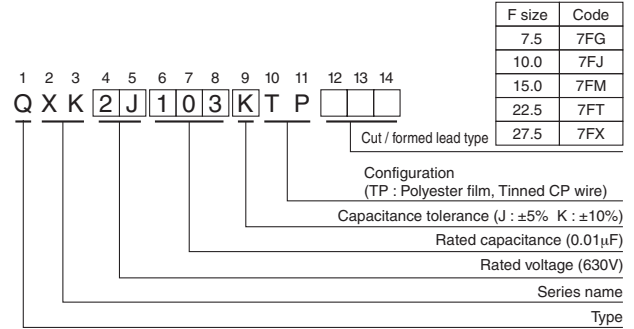 F size Code
7.5 7FG
10.0 7FJ
15.0 7FM
22.5 7FT
27.5 7FX
1 2 3 4 5 6 7 8 9 10 11 12 13 14
Q X K 2 J 1 0 3 K T P
Cut / formed lead type
Configuration
(TP : Polyester film, Tinned CP wire)
Capacitance tolerance (J : ±5% K : ±10%)
Rated capacitance (0.01μF)
Rated voltage (630V)
Series name
Type